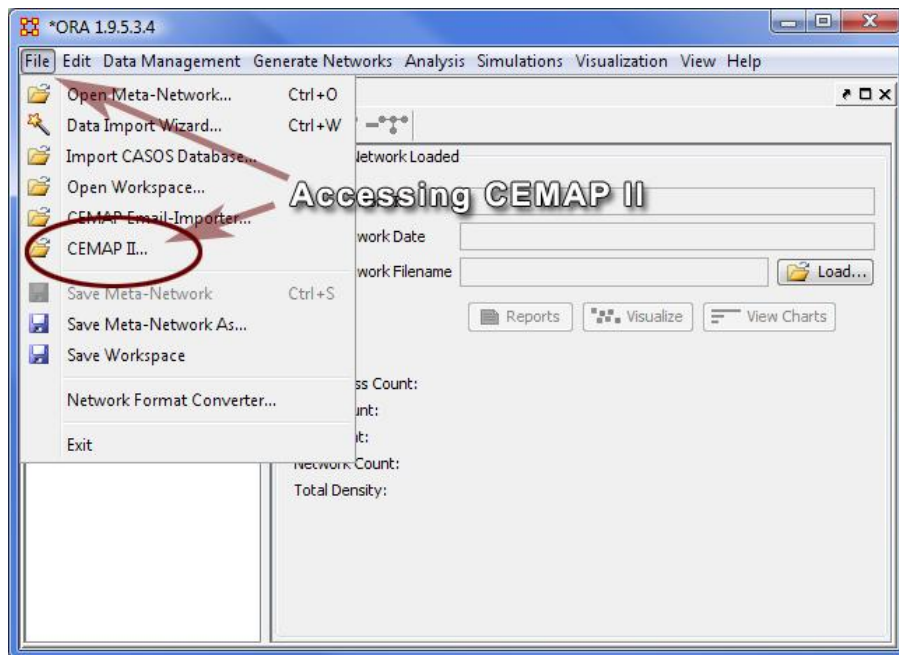 *ORA 1.9.5.3.4
File Edit Data Management Generate Networks Analysis Simulations Visualization View Help
Open Meta-Network... Ctrl+O
Data Import Wizard... Ctrl+W
Import CASOS Database...
Network Loaded
Open Workspace...
Accessing CEMAP II
CEMAP Email-Importer...
work Date
CEMAP II...
work Filename
Load...
Save Meta-Network Ctrl+S
Reports Visualize View Charts
Save Meta-Network As...
Save Workspace
ss Count:
Network Format Converter...
unt:
Exit
nt:
Network Count:
Total Density: